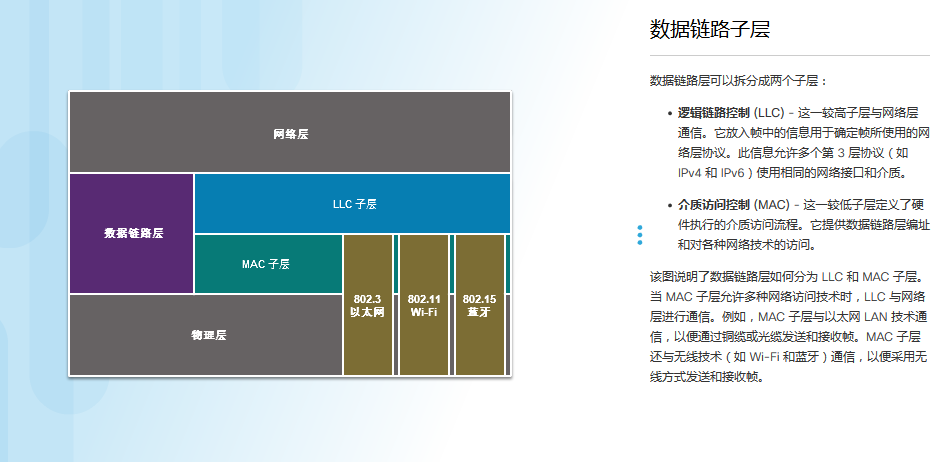 网络层
数据链路层
LLC 子层
MAC 子层
物理层
802.3
以太网
802.11
Wi-Fi
802.15
蓝牙
数据链路子层
数据链路层可以拆分成两个子层：
• 逻辑链路控制 (LLC) - 这一较高子层与网络层
通信。它放入帧中的信息用于确定帧所使用的网
络层协议。此信息允许多个第 3 层协议（如
IPv4 和 IPv6）使用相同的网络接口和介质。
• 介质访问控制 (MAC) - 这一较低子层定义了硬
件执行的介质访问流程。它提供数据链路层编址
和对各种网络技术的访问。
该图说明了数据链路层如何分为 LLC 和 MAC 子层。
当 MAC 子层允许多种网络访问技术时，LLC 与网络
层进行通信。例如，MAC 子层与以太网 LAN 技术通
信，以便通过铜缆或光缆发送和接收帧。MAC 子层
还与无线技术（如 Wi-Fi 和蓝牙）通信，以便采用无
线方式发送和接收帧。